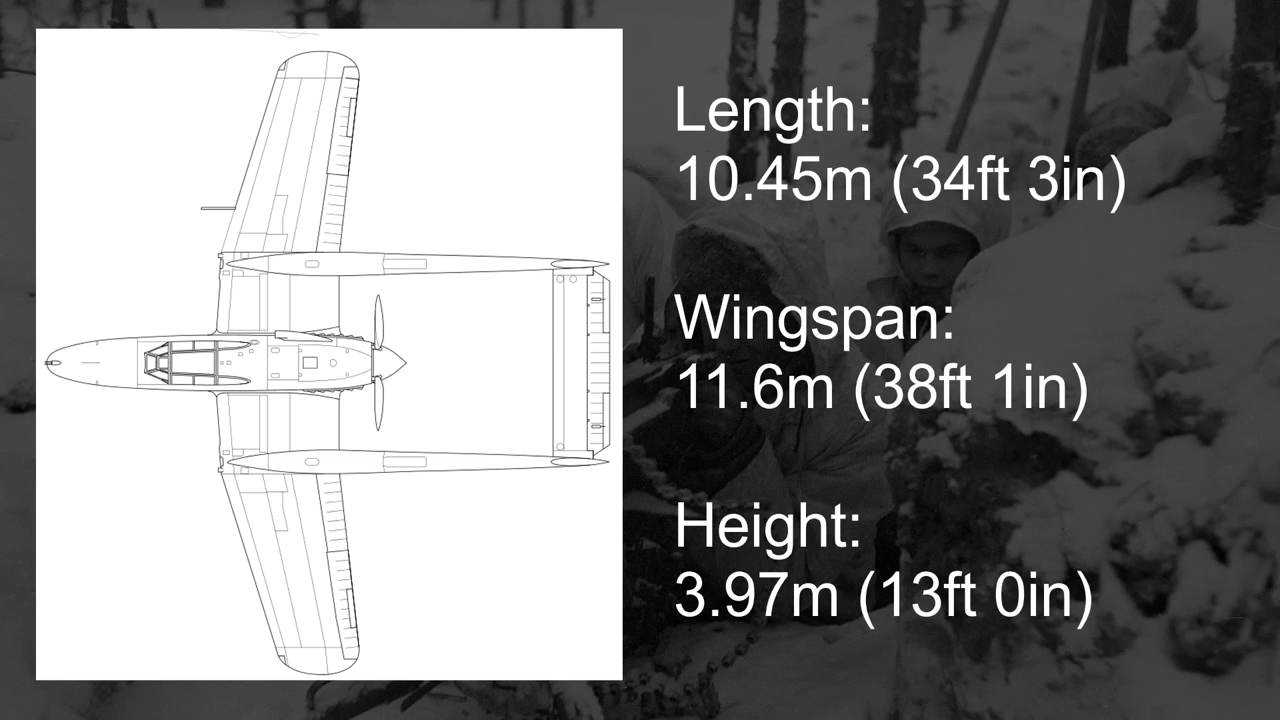 Length:
10.45m (34ft 3in)
Wingspan:
11.6m (38ft 1in)
Height:
3.97m (13ft 0in)